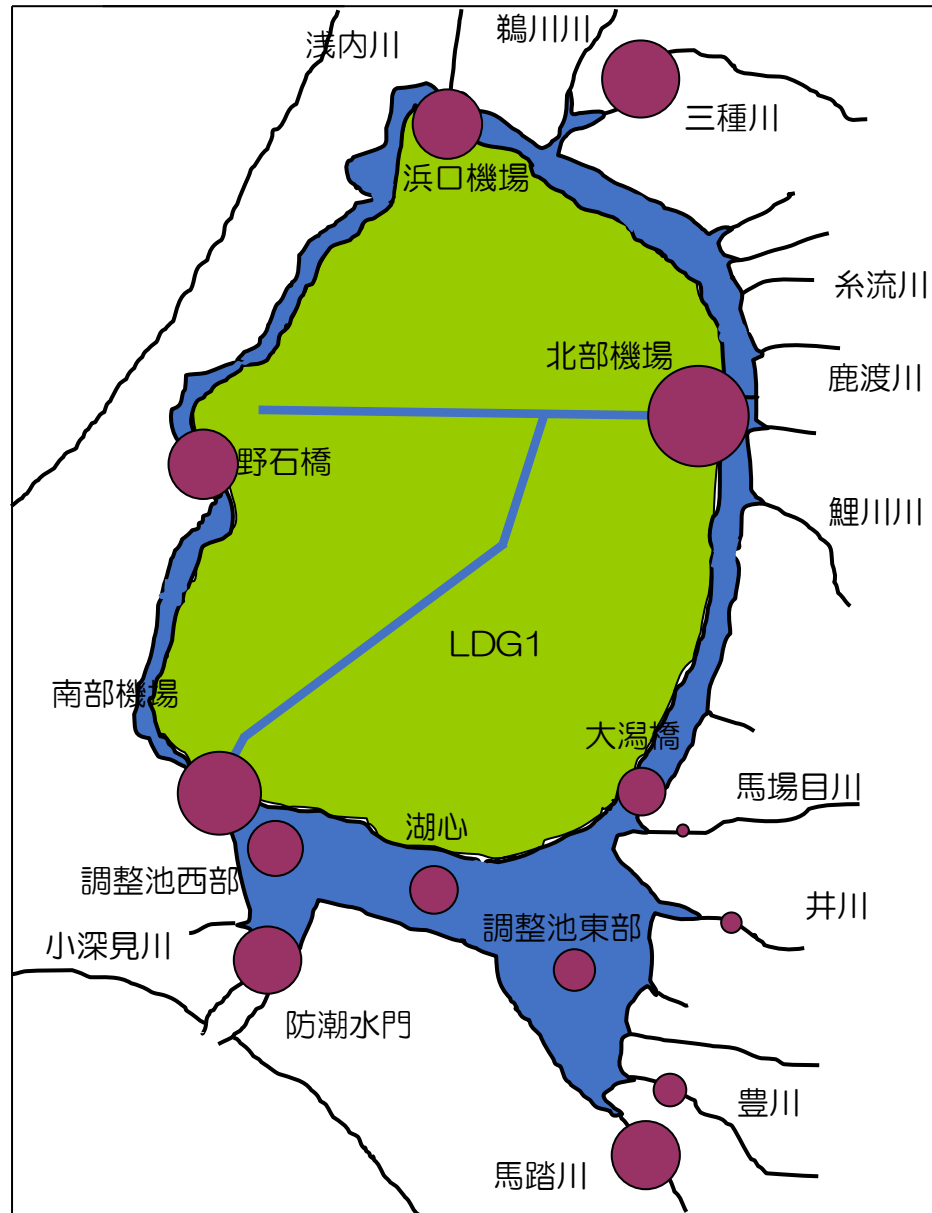 鵜川川
浅内川
三種川
浜口機場
糸流川
北部機場
鹿渡川
野石橋
鯉川川
LDG1
南部機場
大潟橋
馬場目川
湖心
調整池西部
井川
調整池東部
小深見川
防潮水門
豊川
馬踏川